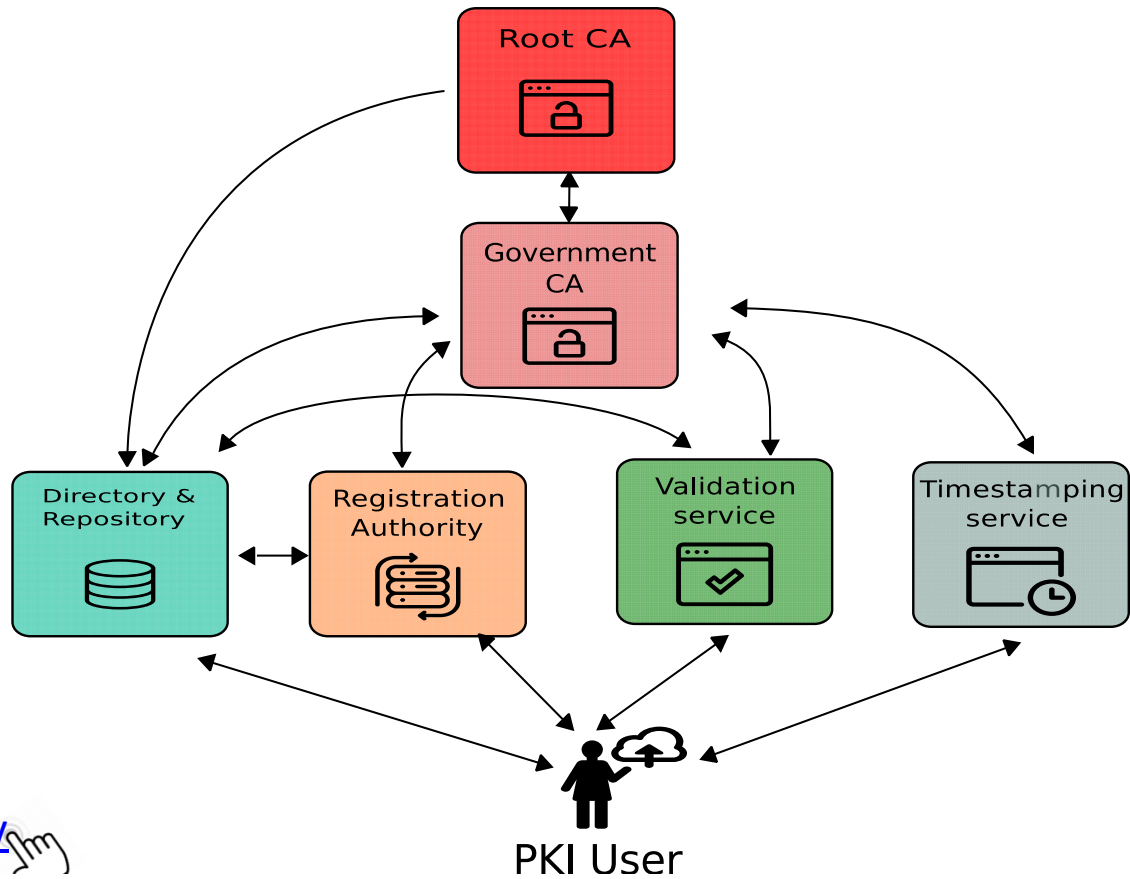 Root CA
Government
CA
Directory &
Repository
Registration
Authority
Validation
service
Timestamping
service
PKI User